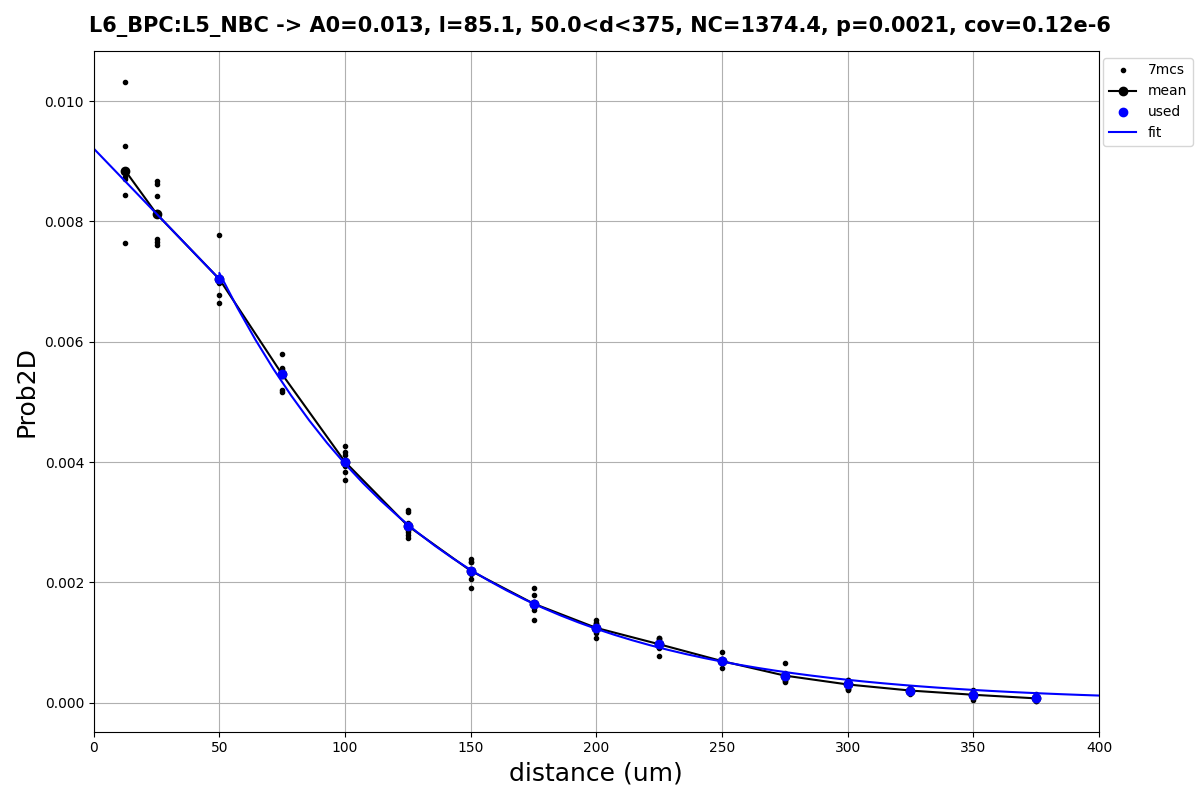 L6_BPC:L5_NBC -> A0=0.013, l=85.1, 50.0<d<375, NC=1374.4, p=0.0021, cov=0.12e-6
7mcs
mean
used
fit
0.010
0.008
0.006
0.004
0.002
0.000
Prob2D
0 50 100 150 200 250 300 350 400
distance (um)